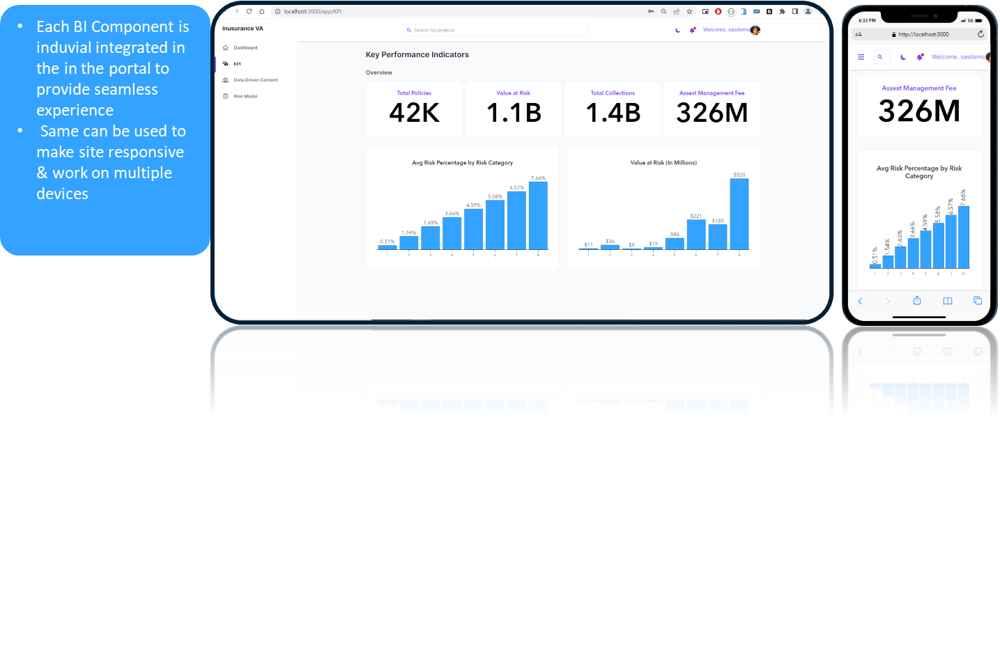 • Each BI Component is
induvial integrated in
the in the portal to
provide seamless
experience
• Same can be used to
make site responsive
& work on multiple
devices
localhost:3000/app/KPI
Inusurance VA
Search for projects
Welcome, sasdemo
Dashboard
KPI
Data Driven Content
Risk Model
Key Performance Indicators
Overview
Total Policies
42K
Value at Risk
1.1B
Total Collections
1.4B
Assest Management Fee
326M
Avg Risk Percentage by Risk Category
0.51% 1.54% 2.65% 3.66% 4.59% 5.58% 6.57% 7.66%
1 2 3 4 5 6 7 8
Value at Risk (In Millions)
$11 $36 $9 $19 $86 $221 $185 $520
1 2 3 4 5 6 7 8
6:33 PM 5G
AA http://localhost:3000
Welcome, sasdemo
Assest Management Fee
326M
Avg Risk Percentage by Risk
Category
0.51% 1.54% 2.65% 3.66% 4.59% 5.58% 6.57% 7.66%
1 2 3 4 5 6 7 8